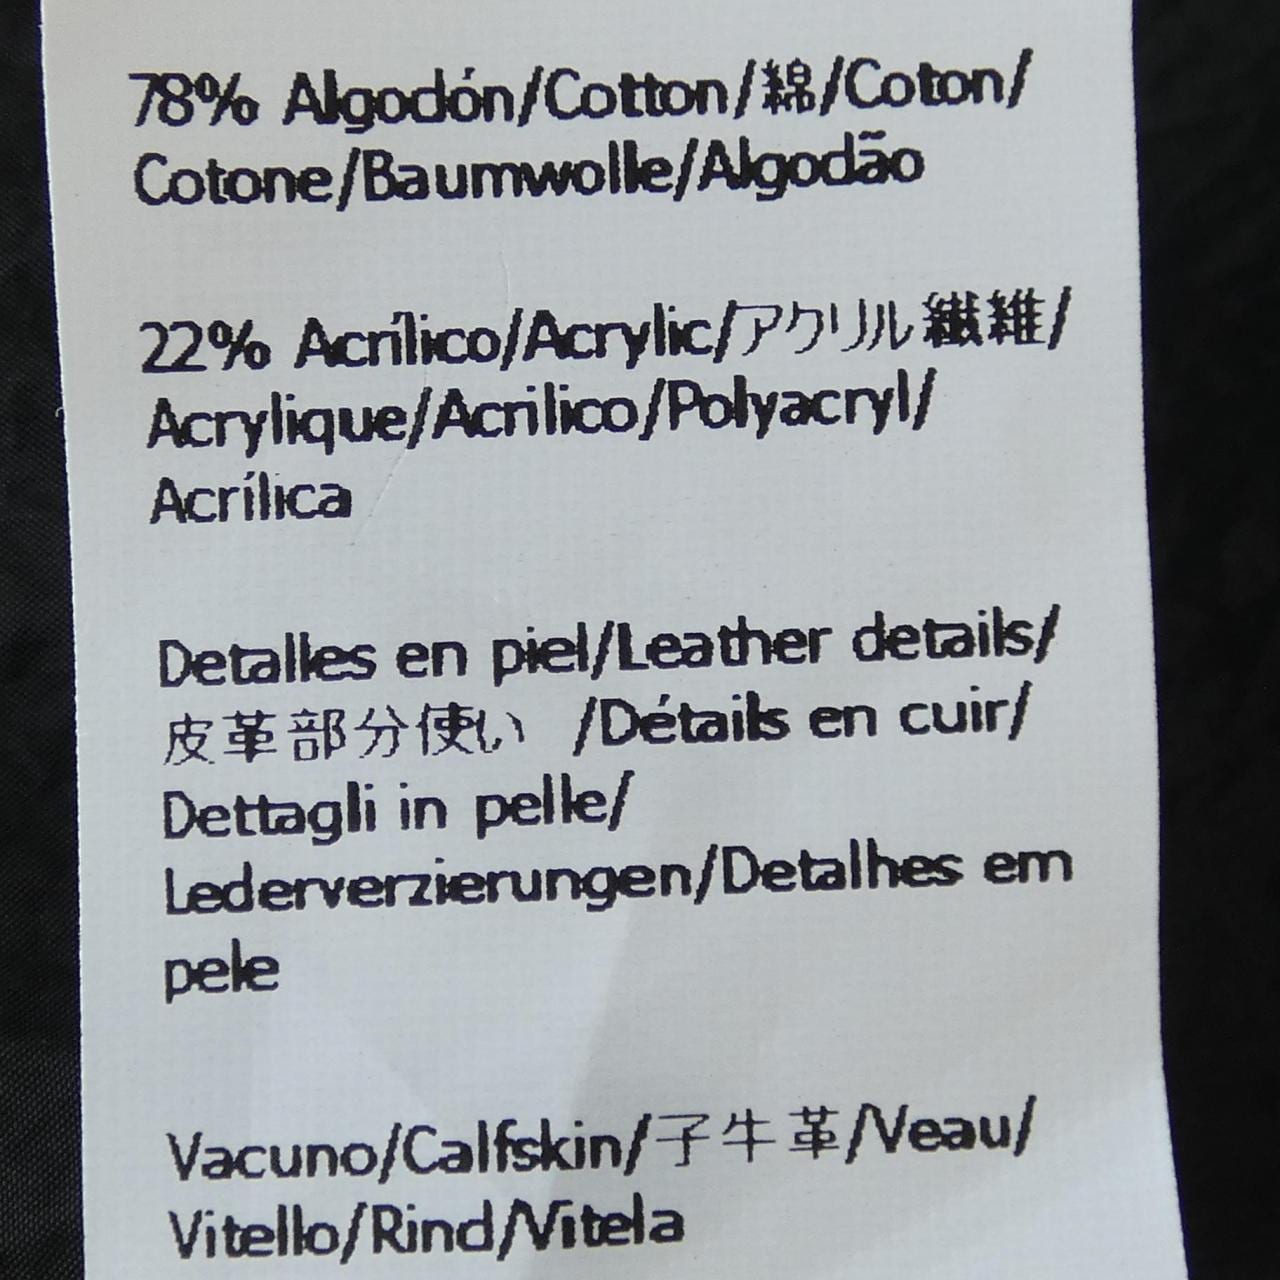 78% Algodón/Cotton/綿/Coton/
Cotone/Baumwolle/Algodão
22% Acrílico/Acrylic/アクリル繊維/
Acrylique/Acrilico/Polyacryl/
Acrílica
Detalles en piel/Leather details/
皮革部分使い /Détails en cuir/
Dettagli in pelle/
Lederverzierungen/Detalhes em
pele
Vacuno/Calfskin/子牛革/Veau/
Vitello/Rind/Vitela